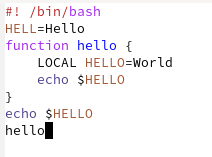 #! /bin/bash
HELL=Hello
function hello {
    LOCAL HELLO=World
    echo $HELLO
}
echo $HELLO
hello